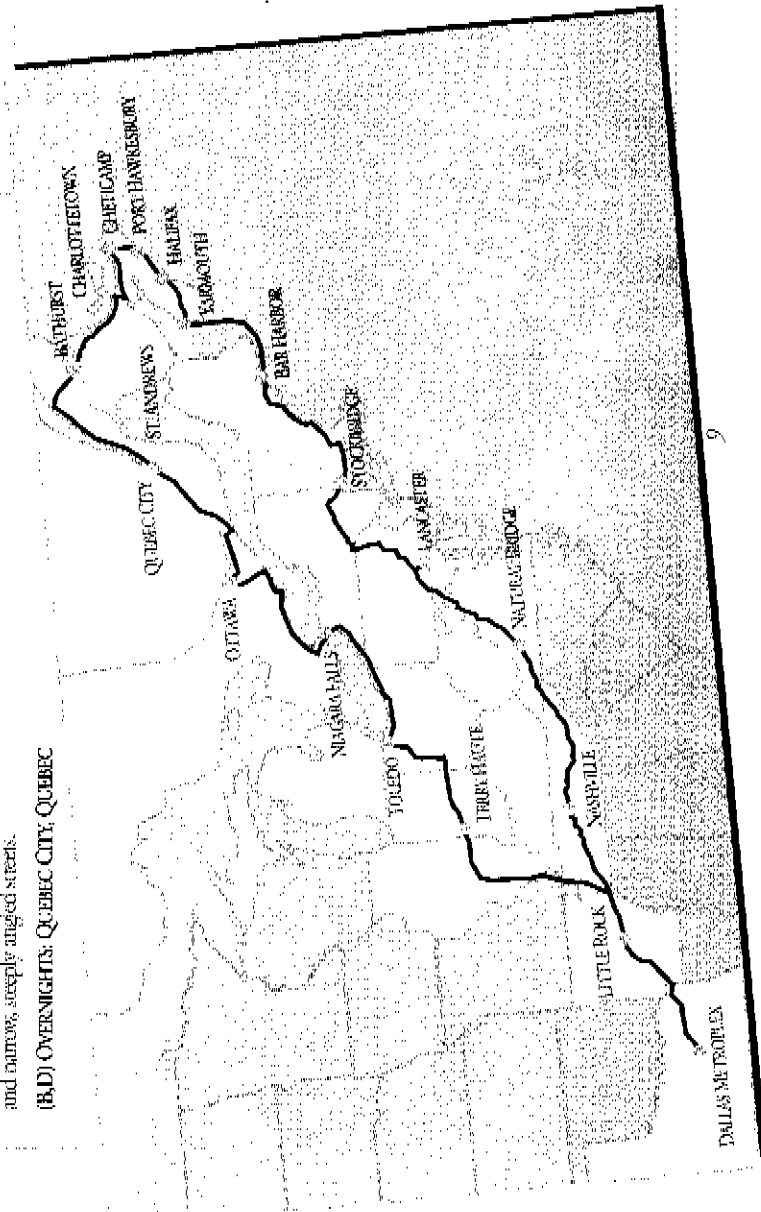 and narrow, steeply angled streets.
(B,D) OVERNIGHTS: QUEBEC CITY, QUEBEC
BATHURST
CHARLOTTETOWN
CHETICAMP
PORT HAWKESBURY
HALIFAX
YARMOUTH
ST. ANDREWS
BAR HARBOR
QUEBEC CITY
STOCKBRIDGE
OTTAWA
LANCASTER
NIAGARA FALLS
NATURAL BRIDGE
TOLEDO
TERRE HAUTE
NASHVILLE
LITTLE ROCK
DALLAS METROPLEX
9